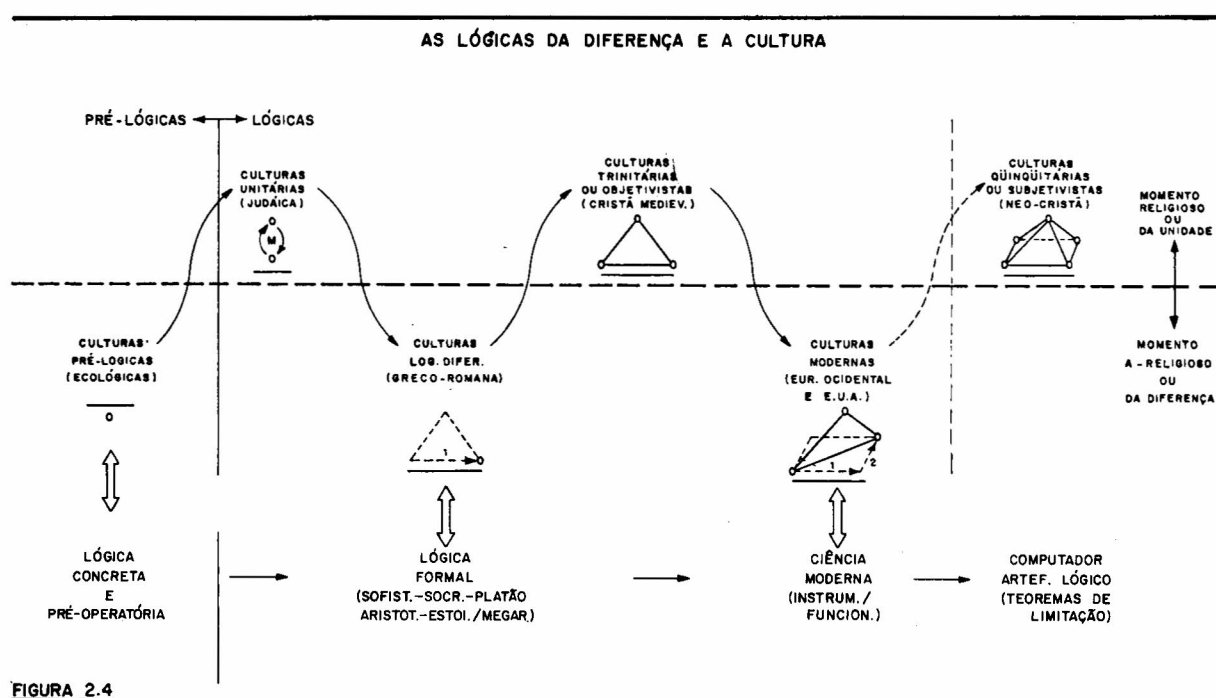 AS LÓGICAS DA DIFERENÇA E A CULTURA
PRÉ-LÓGICAS
LÓGICAS
CULTURAS
UNITÁRIAS
(JUDÁICA)
M
CULTURAS
TRINITÁRIAS
OU OBJETIVISTAS
(CRISTÃ MEDIEV.)
CULTURAS
QÜINQÜITÁRIAS
OU SUBJETIVISTAS
(NEO-CRISTÃ)
MOMENTO
RELIGIOSO
OU
DA UNIDADE
CULTURAS
PRÉ-LOGICAS
(ECOLÓGICAS)
CULTURAS
LOG. DIFER.
(GRECO-ROMANA)
1
CULTURAS
MODERNAS
(EUR. OCIDENTAL
E E.U.A.)
1
2
MOMENTO
A-RELIGIOSO
OU
DA DIFERENÇA
LÓGICA
CONCRETA
E
PRÉ-OPERATÓRIA
LÓGICA
FORMAL
(SOFIST.-SOCR.-PLATÃO
ARISTOT.-ESTOI./MEGAR.)
CIÊNCIA
MODERNA
(INSTRUM./
FUNCION.)
COMPUTADOR
ARTEF. LÓGICO
(TEOREMAS DE
LIMITAÇÃO)
FIGURA 2.4